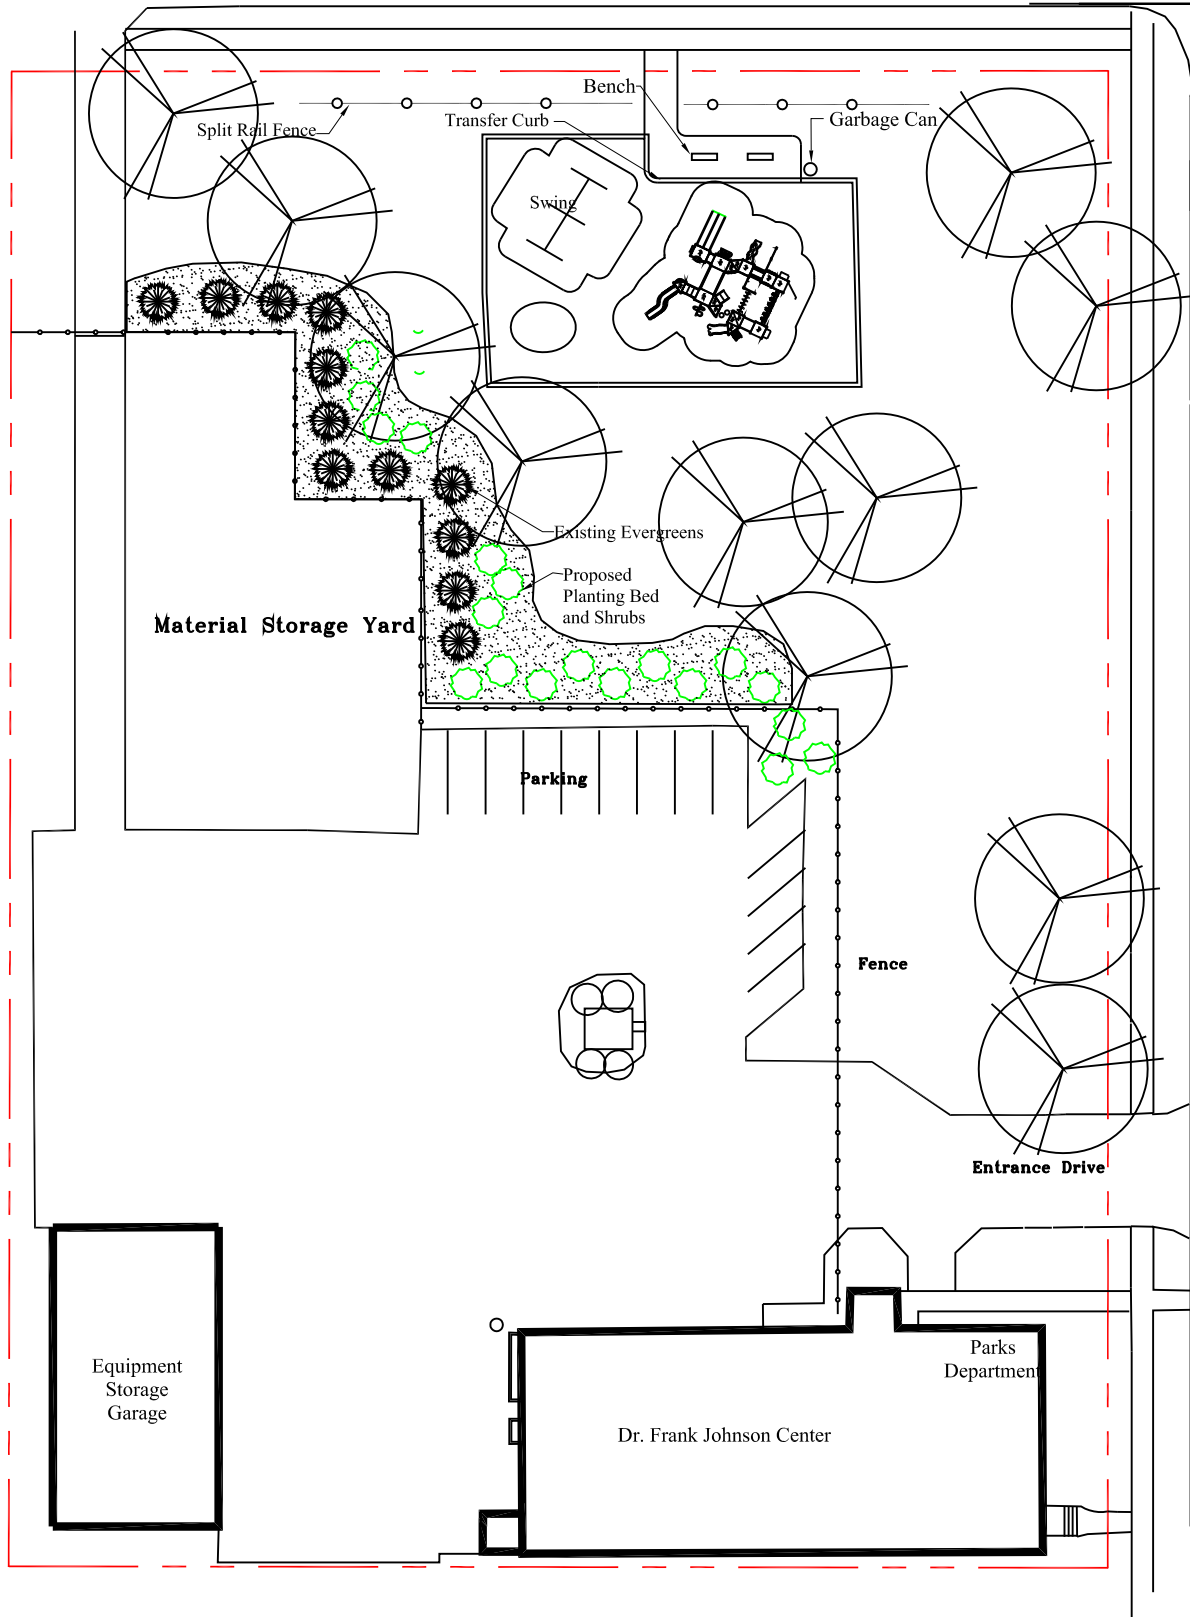 Bench
Transfer Curb
Garbage Can
Split Rail Fence
Swing
Existing Evergreens
Proposed
Planting Bed
and Shrubs
Material Storage Yard
Parking
Fence
Entrance Drive
Parks
Department
Equipment
Storage
Garage
Dr. Frank Johnson Center